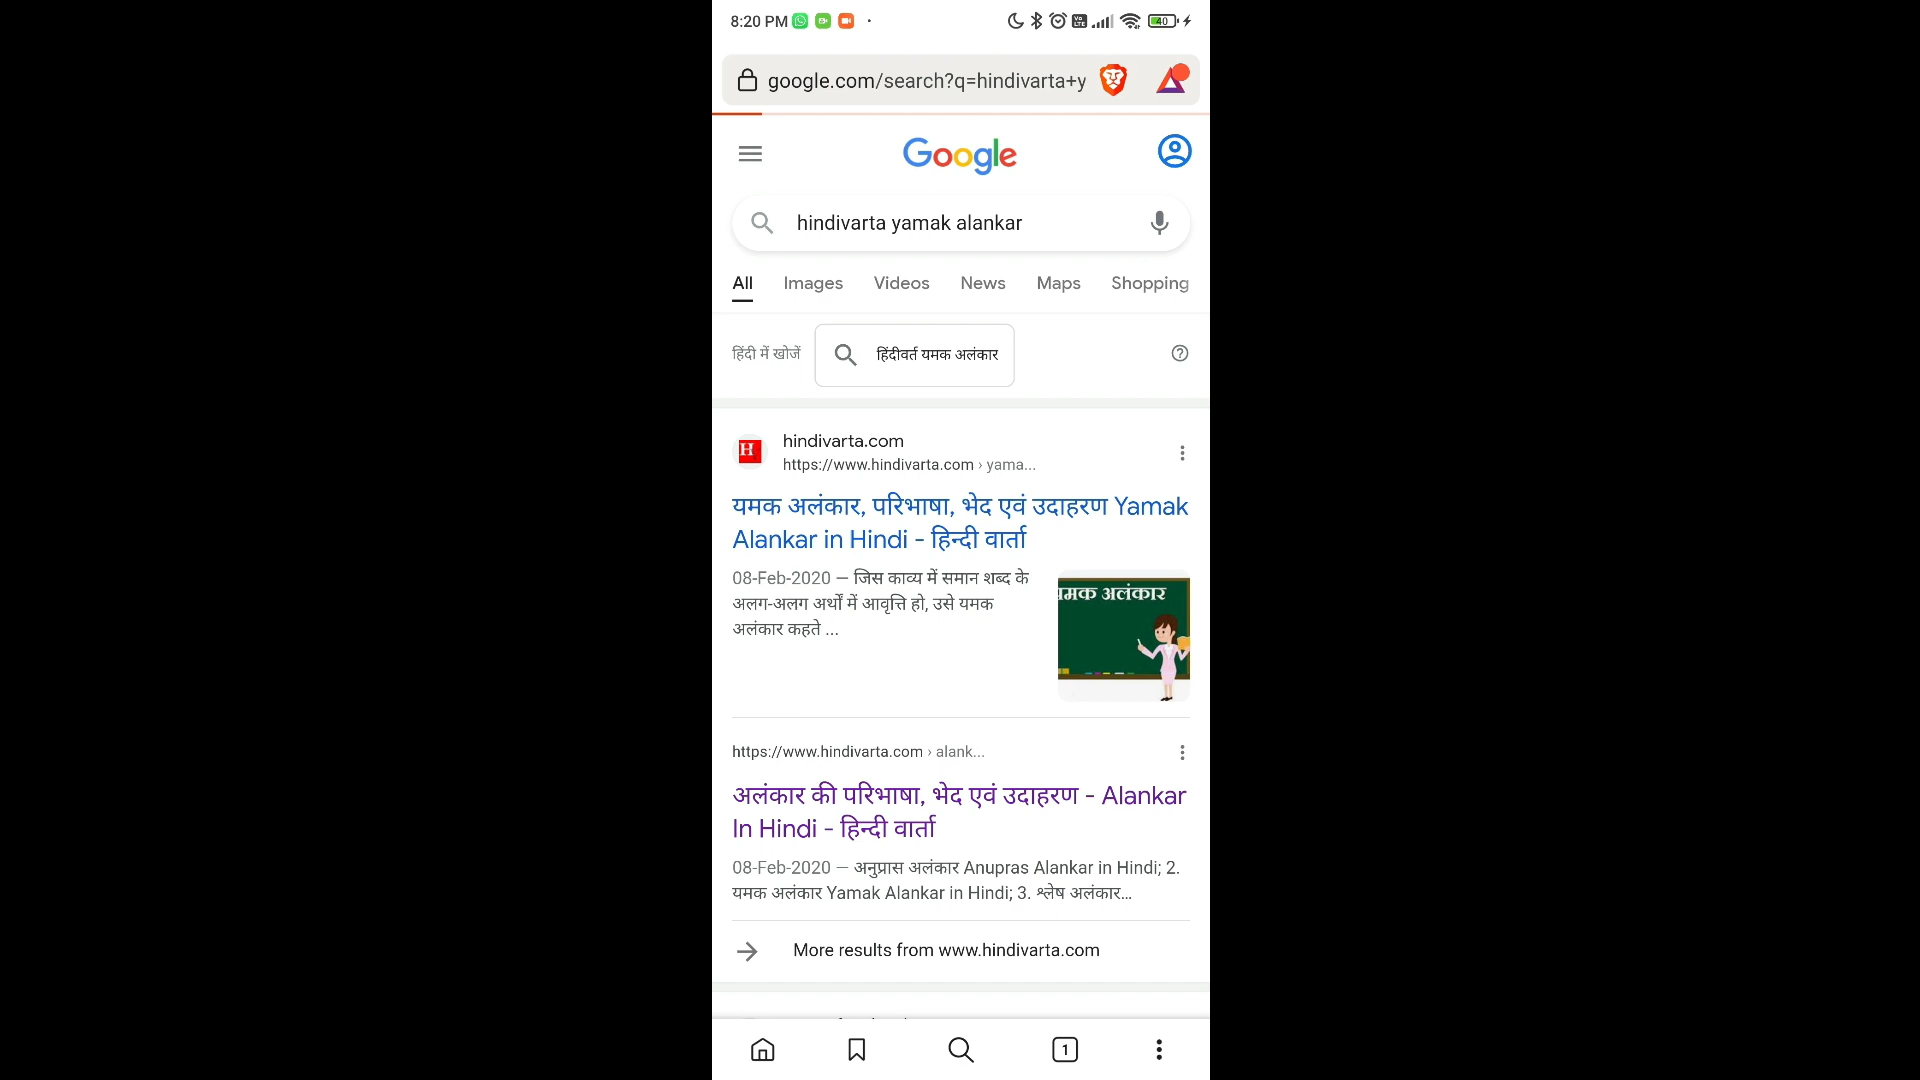 8:20 PM
40
google.com/search?q=hindivarta+y
Google
hindivarta yamak alankar
All Images Videos News Maps Shopping
हिंदी में खोजें हिंदीवर्त यमक अलंकार
H
hindivarta.com
https://www.hindivarta.com › yama...
यमक अलंकार, परिभाषा, भेद एवं उदाहरण Yamak
Alankar in Hindi - हिन्दी वार्ता
08-Feb-2020 — जिस काव्य में समान शब्द के
अलग-अलग अर्थों में आवृत्ति हो, उसे यमक
अलंकार कहते ...
यमक अलंकार
https://www.hindivarta.com › alank...
अलंकार की परिभाषा, भेद एवं उदाहरण - Alankar
In Hindi - हिन्दी वार्ता
08-Feb-2020 — अनुप्रास अलंकार Anupras Alankar in Hindi; 2.
यमक अलंकार Yamak Alankar in Hindi; 3. श्लेष अलंकार...
More results from www.hindivarta.com
1